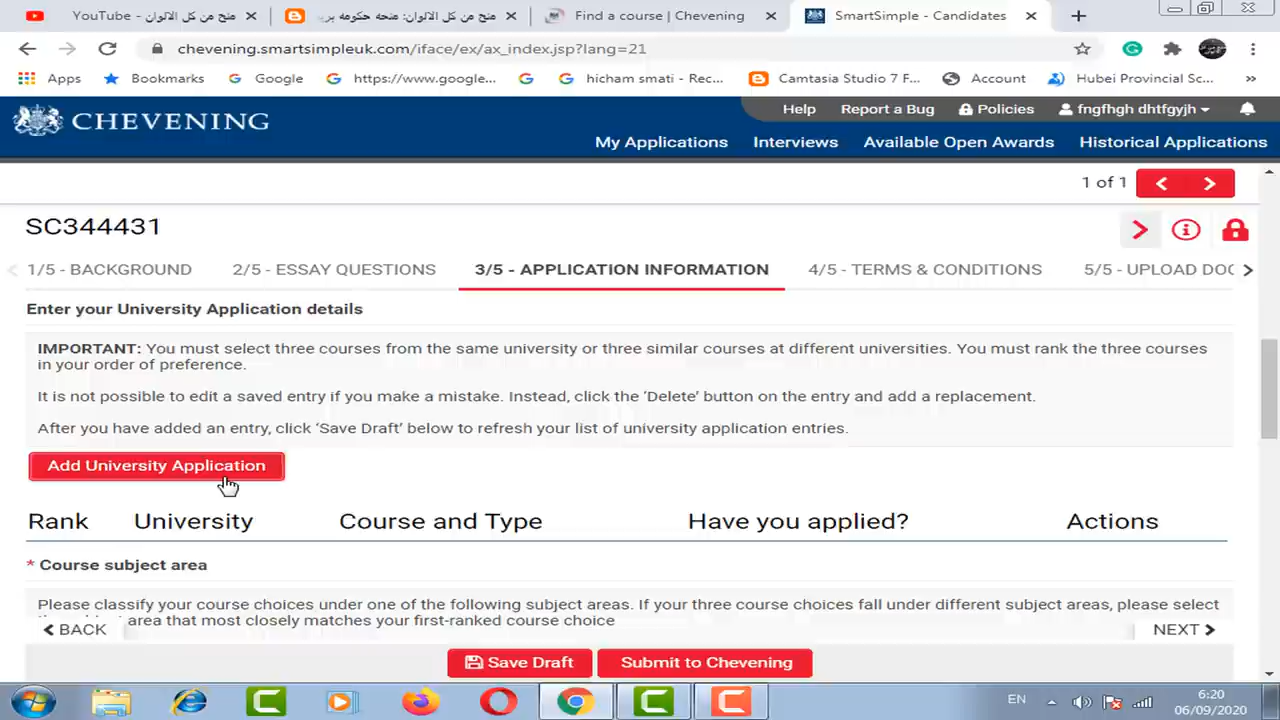 YouTube - منح من كل الالوان
منح من كل الالوان: منحه حكومه بري
Find a course | Chevening
SmartSimple - Candidates
chevening.smartsimpleuk.com/iface/ex/ax_index.jsp?lang=21
Apps Bookmarks Google https://www.google... hicham smati - Rec... Camtasia Studio 7 F... Account Hubei Provincial Sc... »
CHEVENING
Help Report a Bug Policies fngfhgh dhtfgyjh
My Applications Interviews Available Open Awards Historical Applications
1 of 1
SC344431
1/5 - BACKGROUND 2/5 - ESSAY QUESTIONS 3/5 - APPLICATION INFORMATION 4/5 - TERMS & CONDITIONS 5/5 - UPLOAD DOC
Enter your University Application details
IMPORTANT: You must select three courses from the same university or three similar courses at different universities. You must rank the three courses
in your order of preference.
It is not possible to edit a saved entry if you make a mistake. Instead, click the ‘Delete’ button on the entry and add a replacement.
After you have added an entry, click ‘Save Draft’ below to refresh your list of university application entries.
Add University Application
Rank University Course and Type Have you applied? Actions
* Course subject area
Please classify your course choices under one of the following subject areas. If your three course choices fall under different subject areas, please select
area that most closely matches your first-ranked course choice
BACK NEXT
Save Draft Submit to Chevening
EN 6:20
06/09/2020